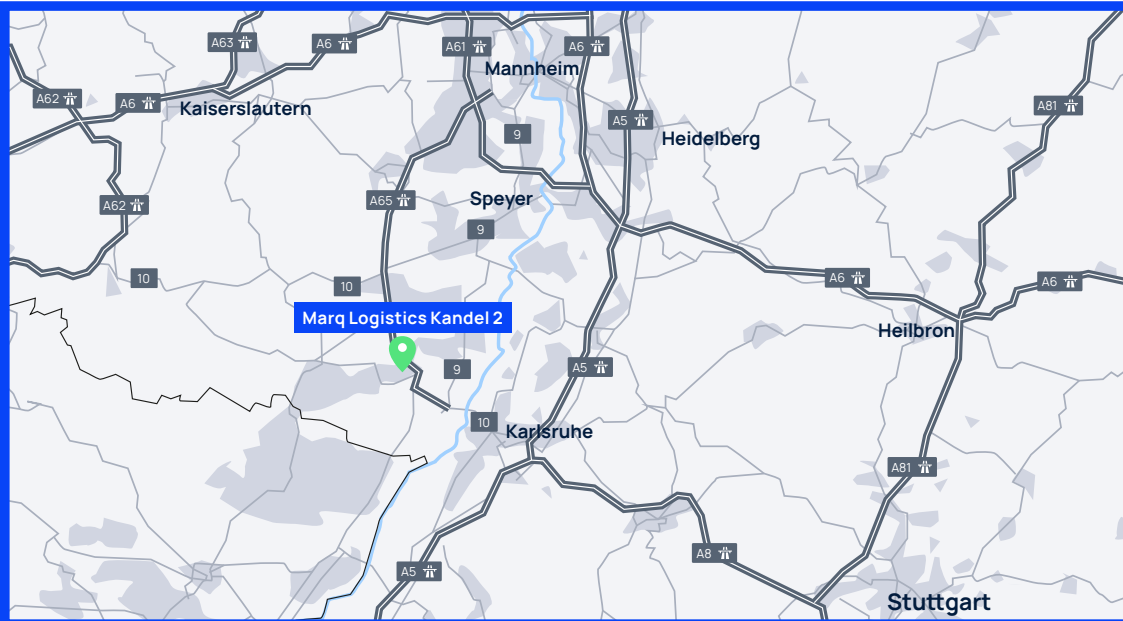 A63
A6
A61
A6
Mannheim
A62
A6
Kaiserslautern
A81
A5
9
Heidelberg
A65
Speyer
A62
9
10
10
A6
A6
Marq Logistics Kandel 2
Heilbron
9
A5
10
Karlsruhe
A81
A8
A5
Stuttgart